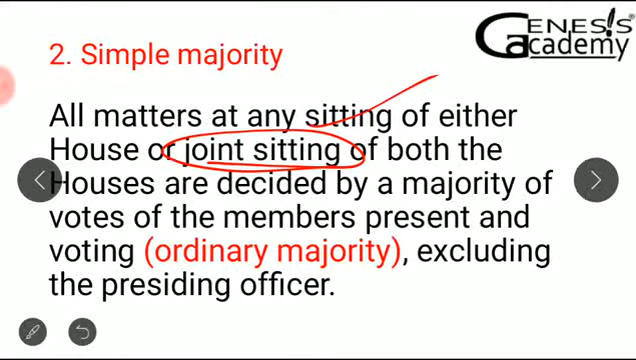 GENESIS
academy
2. Simple majority
All matters at any sitting of either
House or joint sitting of both the
Houses are decided by a majority of
votes of the members present and
voting (ordinary majority), excluding
the presiding officer.